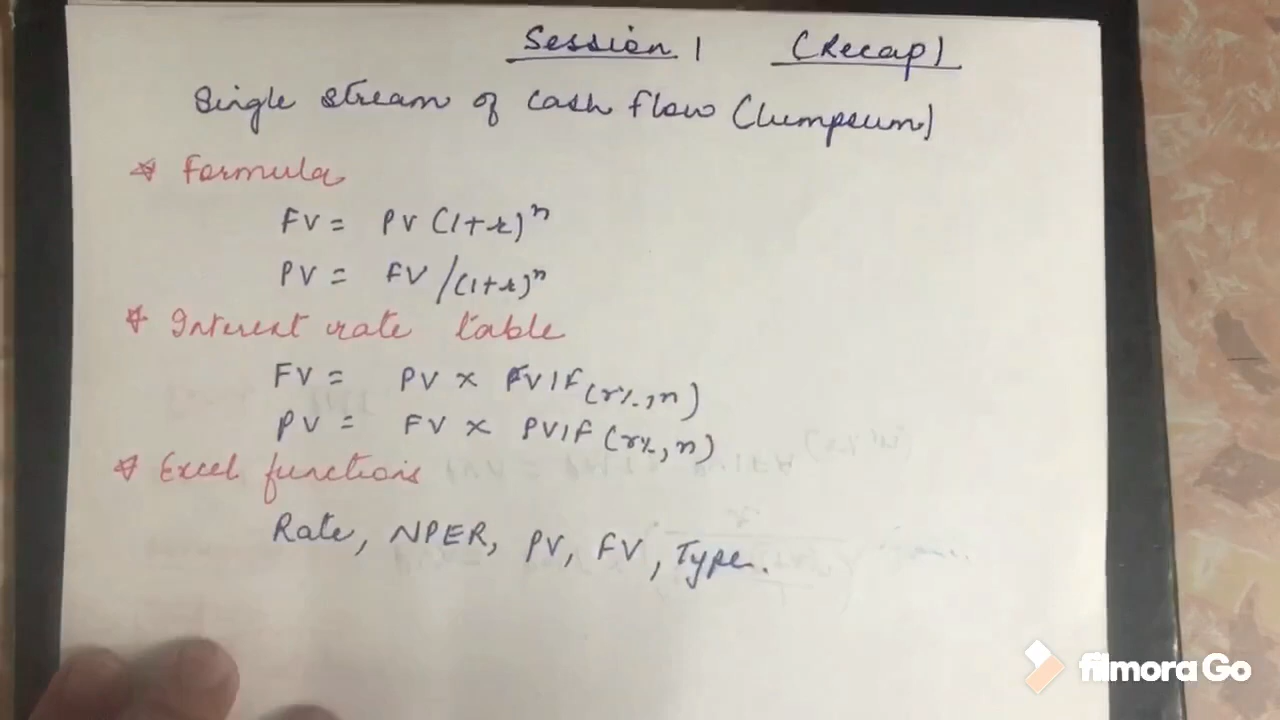 Session 1 (Recap)
Single stream of cash flow (lumpsum)
* Formula
FV = PV (1+r)ⁿ
PV = FV /(1+r)ⁿ
* Interest rate table
FV = PV × FVIF (r%, n)
PV = FV × PVIF (r%, n)
* Excel functions
Rate, NPER, PV, FV, Type.
filmora Go